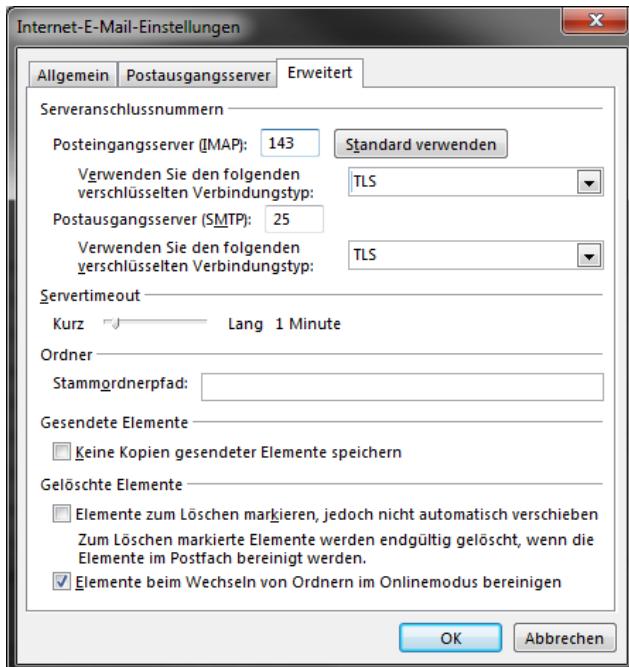 Internet-E-Mail-Einstellungen
Allgemein Postausgangsserver Erweitert
Serveranschlussnummern
Posteingangsserver (IMAP): 143 Standard verwenden
Verwenden Sie den folgenden
verschlüsselten Verbindungstyp: TLS
Postausgangsserver (SMTP): 25
Verwenden Sie den folgenden
verschlüsselten Verbindungstyp: TLS
Servertimeout
Kurz Lang 1 Minute
Ordner
Stammordnerpfad:
Gesendete Elemente
Keine Kopien gesendeter Elemente speichern
Gelöschte Elemente
Elemente zum Löschen markieren, jedoch nicht automatisch verschieben
Zum Löschen markierte Elemente werden endgültig gelöscht, wenn die
Elemente im Postfach bereinigt werden.
Elemente beim Wechseln von Ordnern im Onlinemodus bereinigen
OK Abbrechen